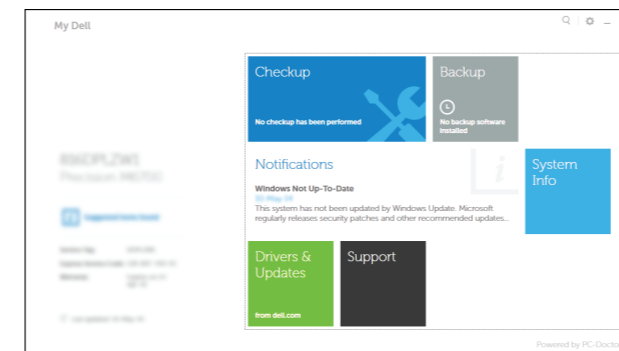 My Dell
Checkup
No checkup has been performed
Backup
No backup software
installed
Notifications
Windows Not Up-To-Date
This system has not been updated by Windows Update. Microsoft
regularly releases security patches and other recommended updates...
System
Info
Drivers &
Updates
from dell.com
Support
Powered by PC-Docto